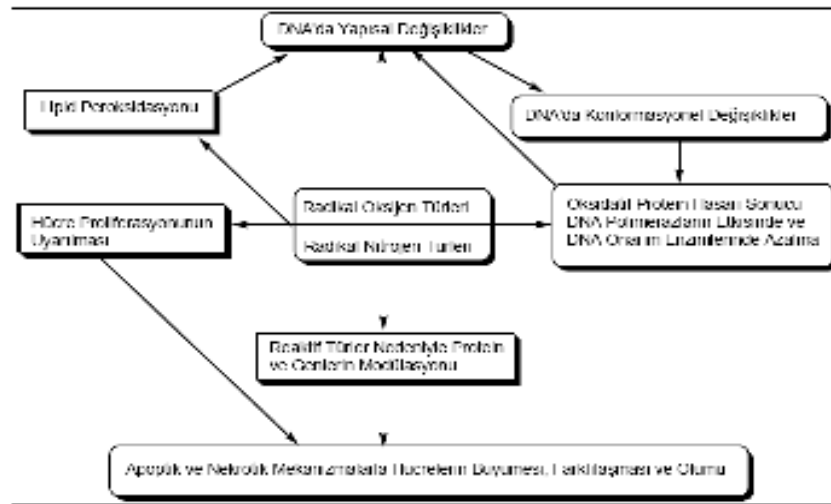 DNA'da Yapısal Değişiklikler
Lipid Peroksidasyonu
DNA'da Konformasyonel Değişiklikler
Radikal Oksijen Türleri
Radikal Nitrojen Türleri
Hücre Proliferasyonunun
Uyarılması
Oksidatif Protein Hasarı Sonucu
DNA Polimerazların Etkisinde ve
DNA Onarım Enzimlerinde Azalma
Reaktif Türler Nedeniyle Protein
ve Genlerin Modülasyonu
Apoptik ve Nekrotik Mekanizmalarla Hücrelerin Büyümesi, Farklılaşması ve Ölümü